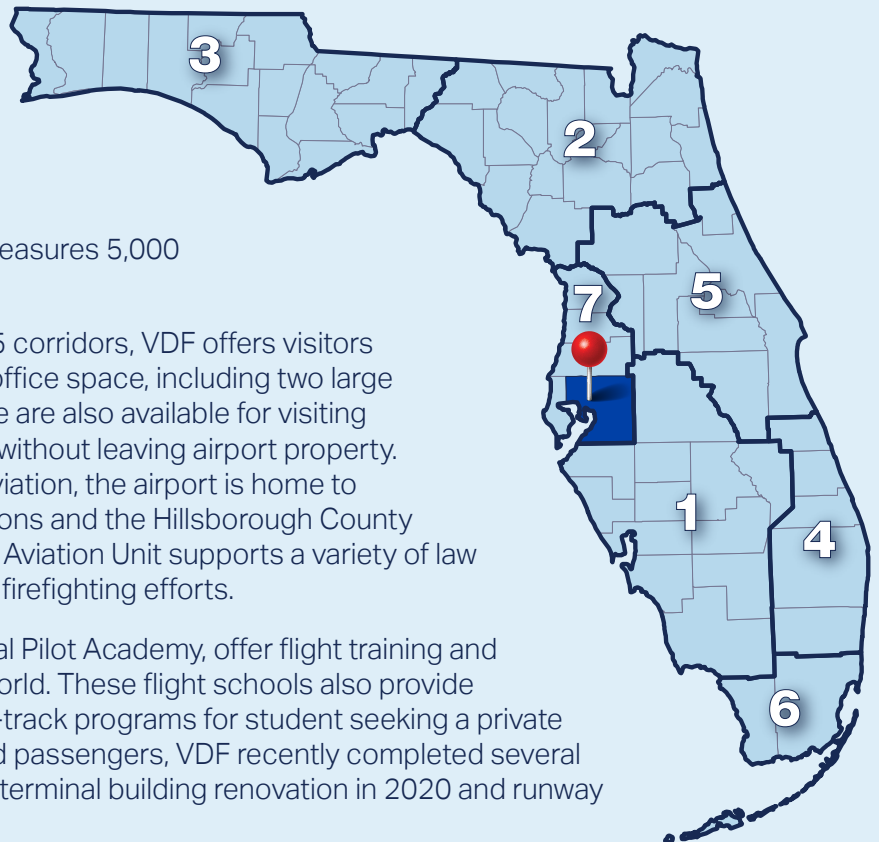 3
2
easures 5,000
5
7
5 corridors, VDF offers visitors
office space, including two large
e are also available for visiting
without leaving airport property.
viation, the airport is home to
ons and the Hillsborough County
1
Aviation Unit supports a variety of law
4
firefighting efforts.
al Pilot Academy, offer flight training and
orld. These flight schools also provide
-track programs for student seeking a private
6
d passengers, VDF recently completed several
terminal building renovation in 2020 and runway